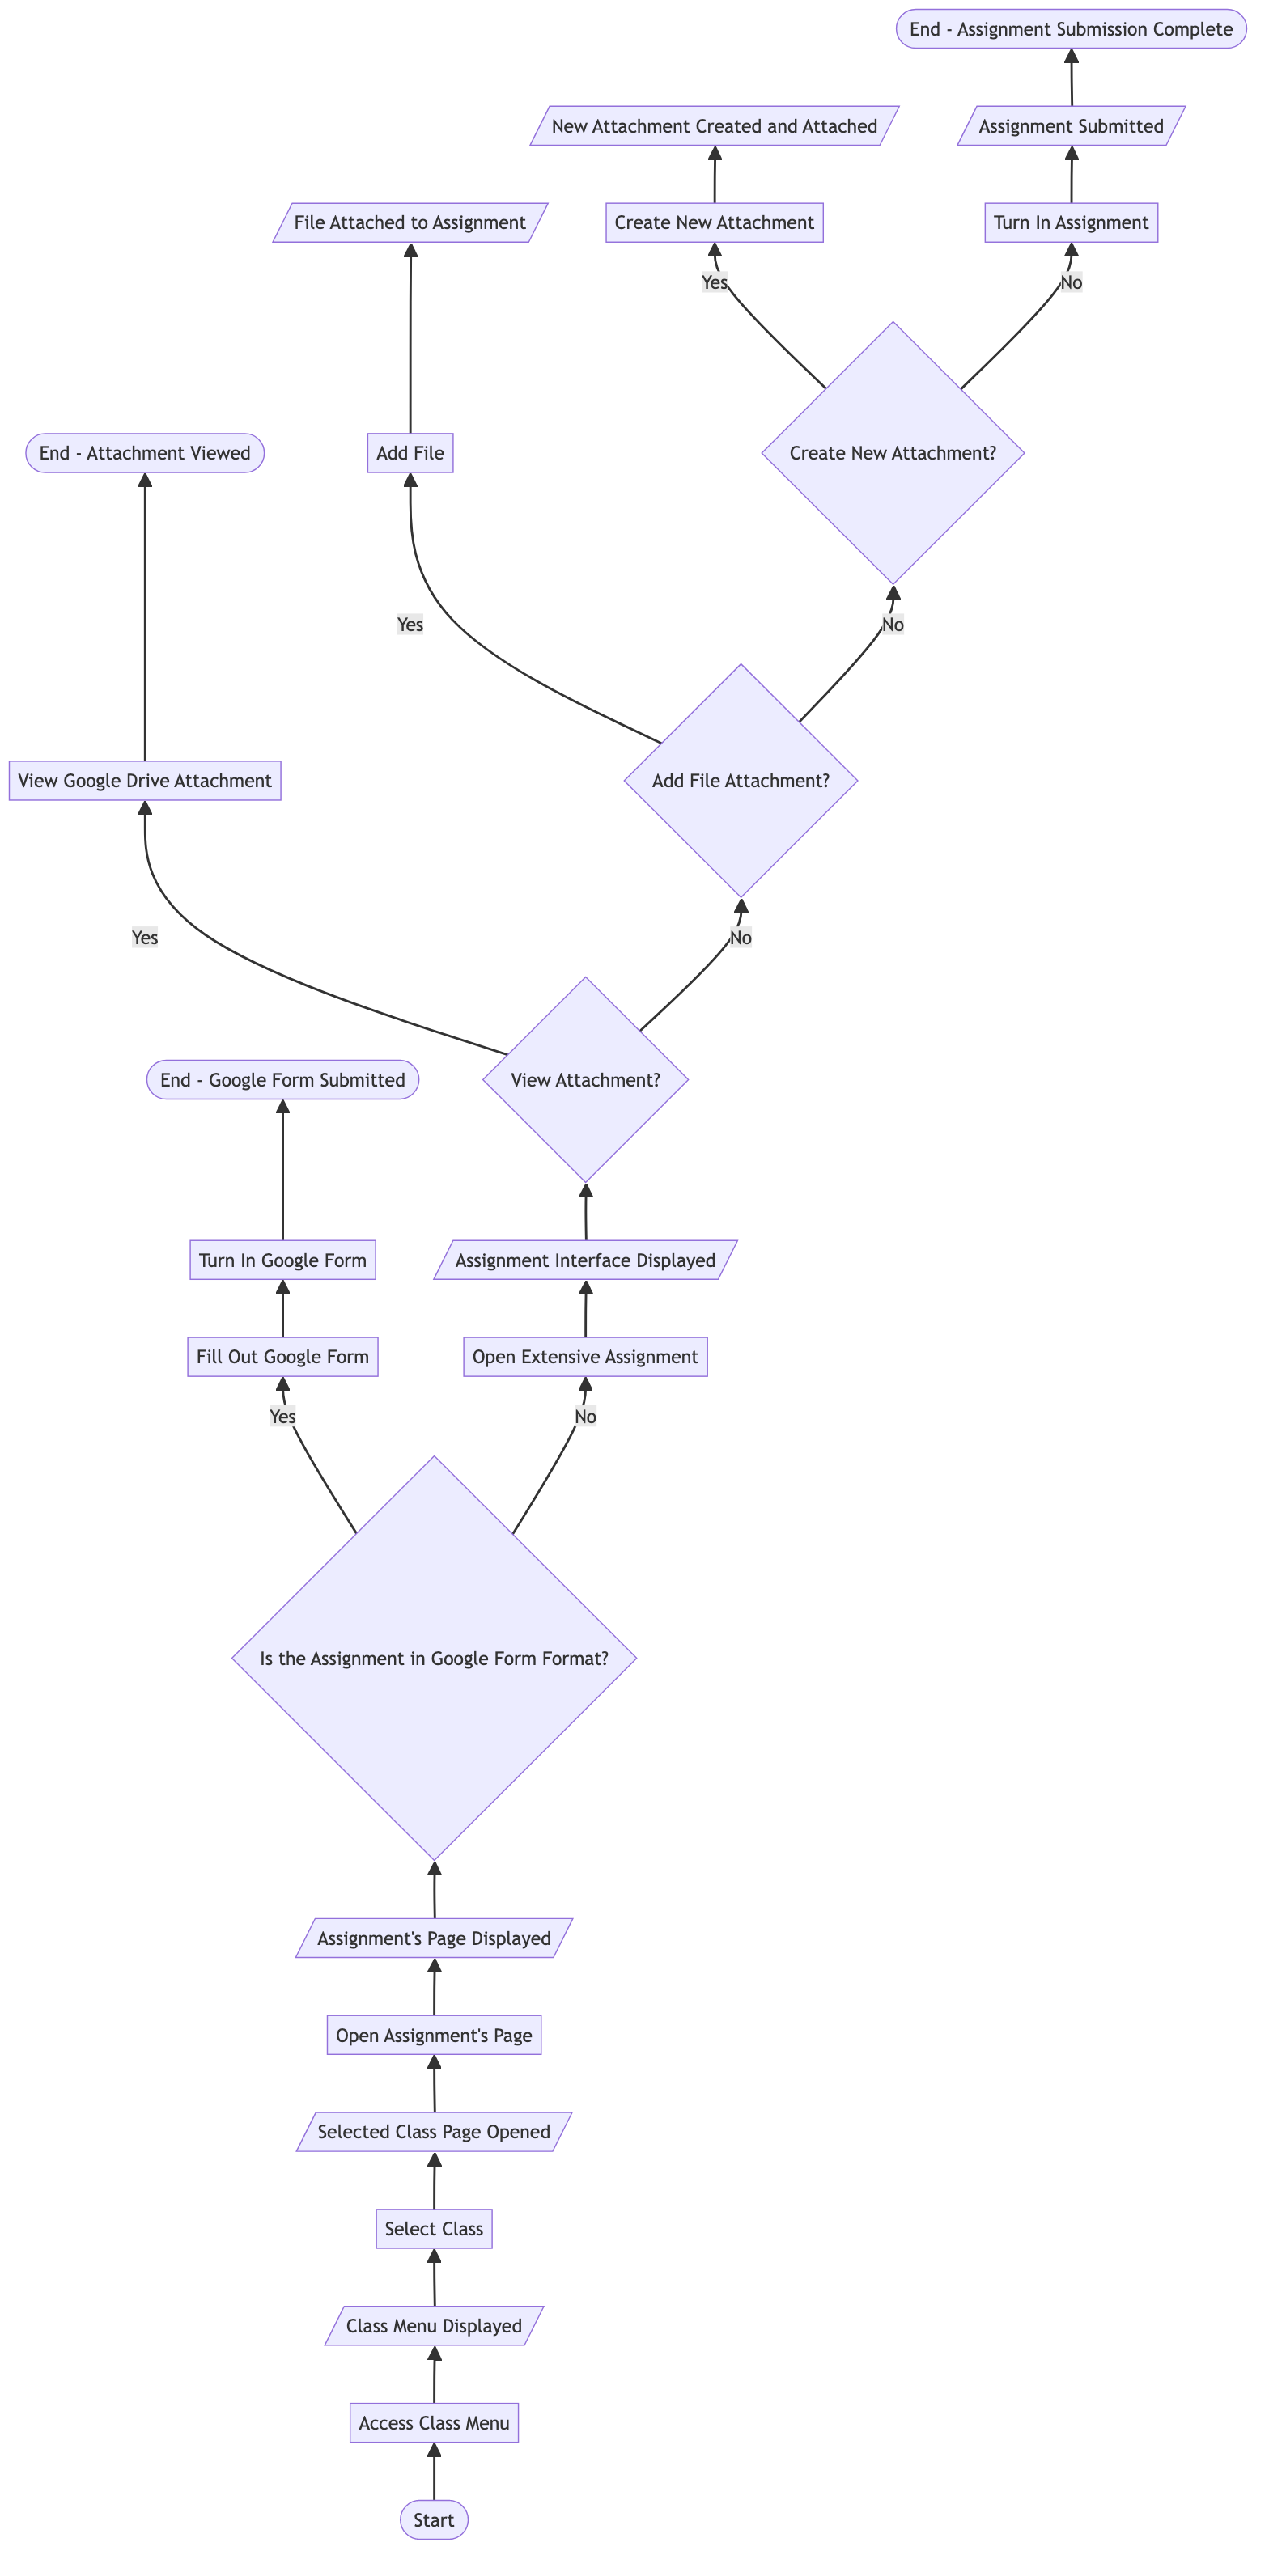 End - Assignment Submission Complete
New Attachment Created and Attached
Assignment Submitted
File Attached to Assignment
Create New Attachment
Turn In Assignment
Yes
No
End - Attachment Viewed
Add File
Create New Attachment?
Yes
No
View Google Drive Attachment
Add File Attachment?
Yes
No
End - Google Form Submitted
View Attachment?
Turn In Google Form
Assignment Interface Displayed
Fill Out Google Form
Open Extensive Assignment
Yes
No
Is the Assignment in Google Form Format?
Assignment's Page Displayed
Open Assignment's Page
Selected Class Page Opened
Select Class
Class Menu Displayed
Access Class Menu
Start